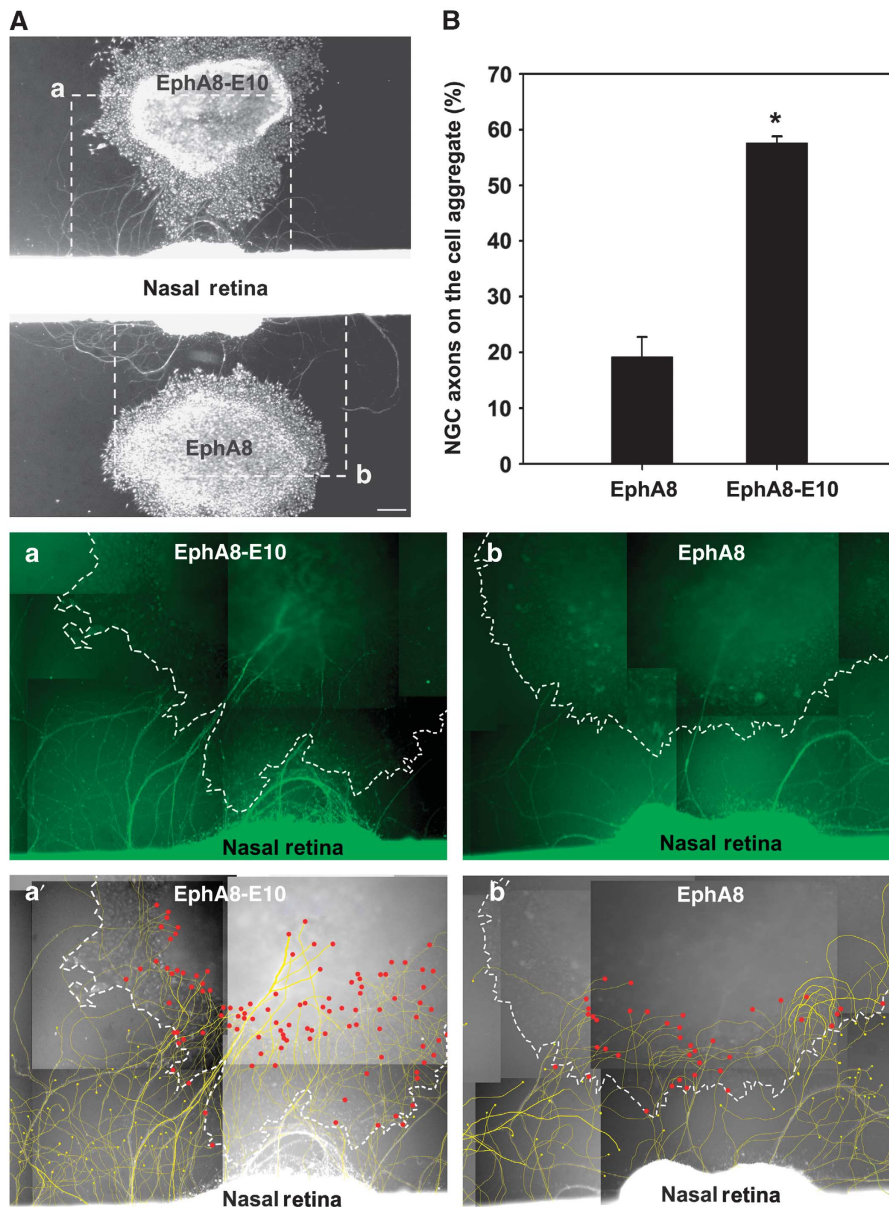 A
EphA8-E10
a
Nasal retina
EphA8
b
B
NGC axons on the cell aggregate (%)
70
60
50
40
30
20
10
0
*
EphA8
EphA8-E10
a
EphA8-E10
Nasal retina
b
EphA8
Nasal retina
a′
EphA8-E10
Nasal retina
b′
EphA8
Nasal retina